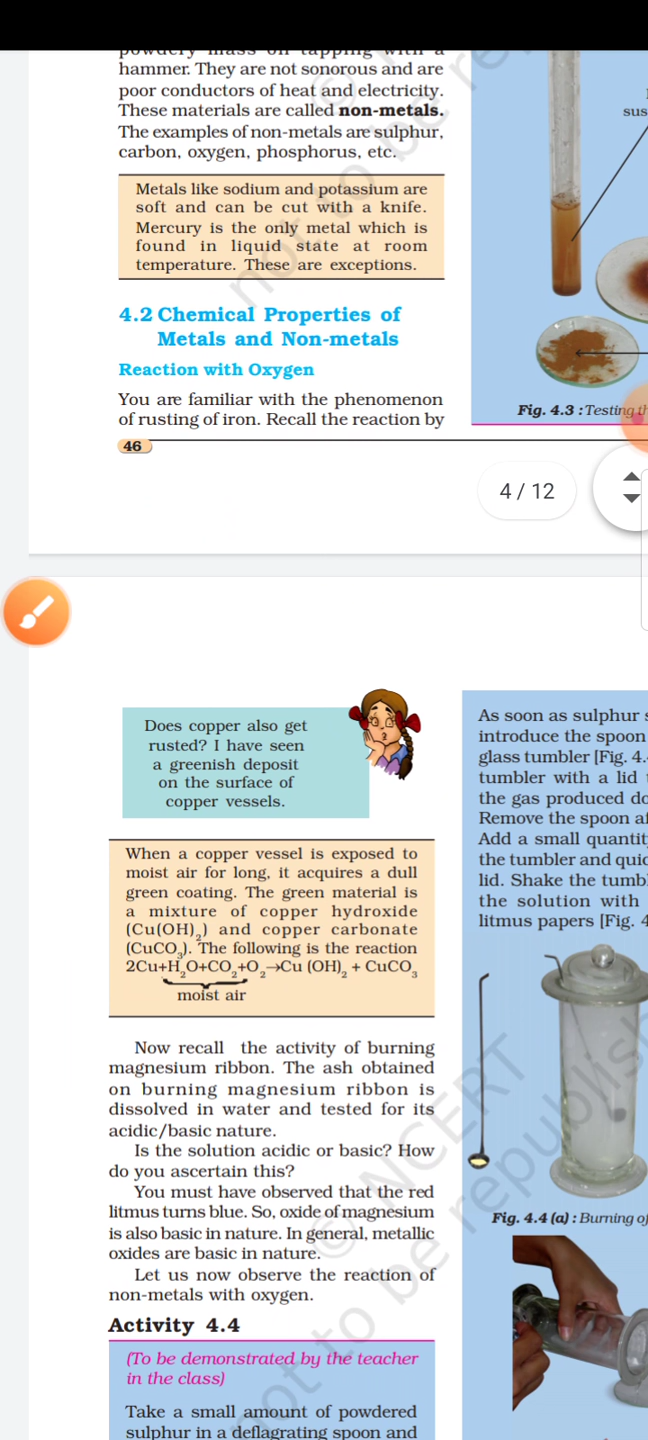 powdery mass on tapping with a
hammer. They are not sonorous and are
poor conductors of heat and electricity.
These materials are called non-metals.
The examples of non-metals are sulphur,
carbon, oxygen, phosphorus, etc.
Metals like sodium and potassium are
soft and can be cut with a knife.
Mercury is the only metal which is
found in liquid state at room
temperature. These are exceptions.
4.2 Chemical Properties of
Metals and Non-metals
Reaction with Oxygen
You are familiar with the phenomenon
of rusting of iron. Recall the reaction by
46
sus
Fig. 4.3 : Testing th
4 / 12
Does copper also get
rusted? I have seen
a greenish deposit
on the surface of
copper vessels.
When a copper vessel is exposed to
moist air for long, it acquires a dull
green coating. The green material is
a mixture of copper hydroxide
(Cu(OH)₂) and copper carbonate
(CuCO₃). The following is the reaction
2Cu+H₂O+CO₂+O₂→Cu (OH)₂ + CuCO₃
moist air
Now recall the activity of burning
magnesium ribbon. The ash obtained
on burning magnesium ribbon is
dissolved in water and tested for its
acidic/basic nature.
Is the solution acidic or basic? How
do you ascertain this?
You must have observed that the red
litmus turns blue. So, oxide of magnesium
is also basic in nature. In general, metallic
oxides are basic in nature.
Let us now observe the reaction of
non-metals with oxygen.
Activity 4.4
(To be demonstrated by the teacher
in the class)
Take a small amount of powdered
sulphur in a deflagrating spoon and
As soon as sulphur s
introduce the spoon
glass tumbler [Fig. 4.
tumbler with a lid
the gas produced do
Remove the spoon af
Add a small quantit
the tumbler and quic
lid. Shake the tumb
the solution with
litmus papers [Fig. 4
Fig. 4.4 (a) : Burning of
© NCERT
not to be republish